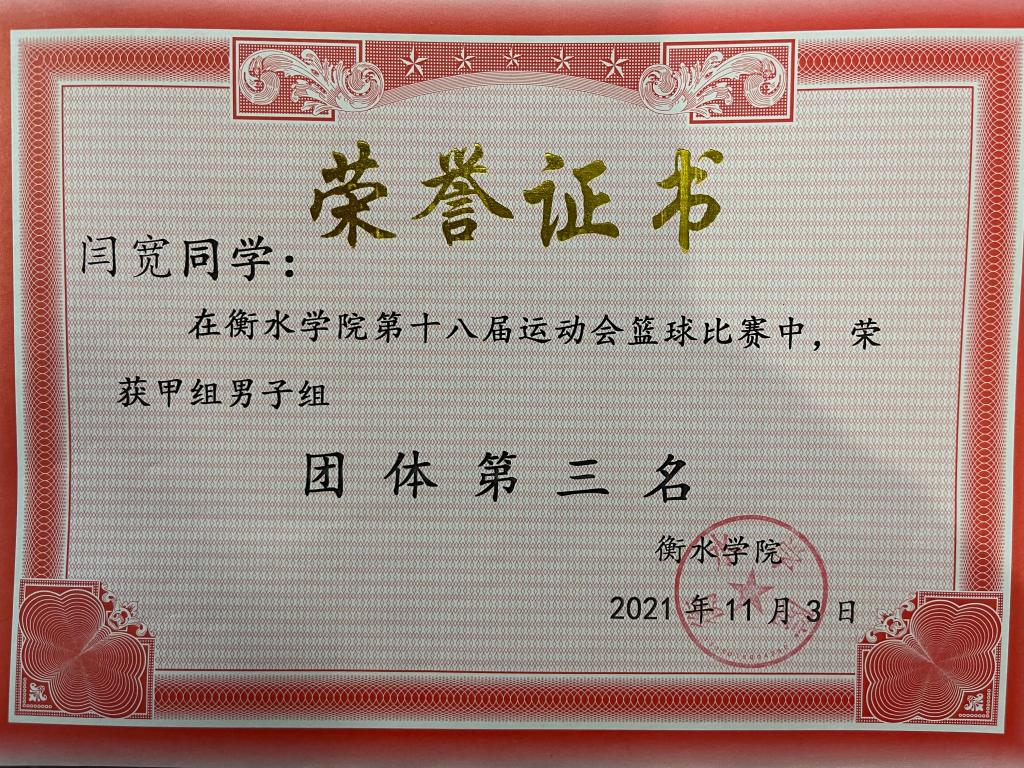 荣誉证书
闫宽同学：
在衡水学院第十八届运动会篮球比赛中，荣
获甲组男子组
团体第三名
衡水学院
2021年11月3日